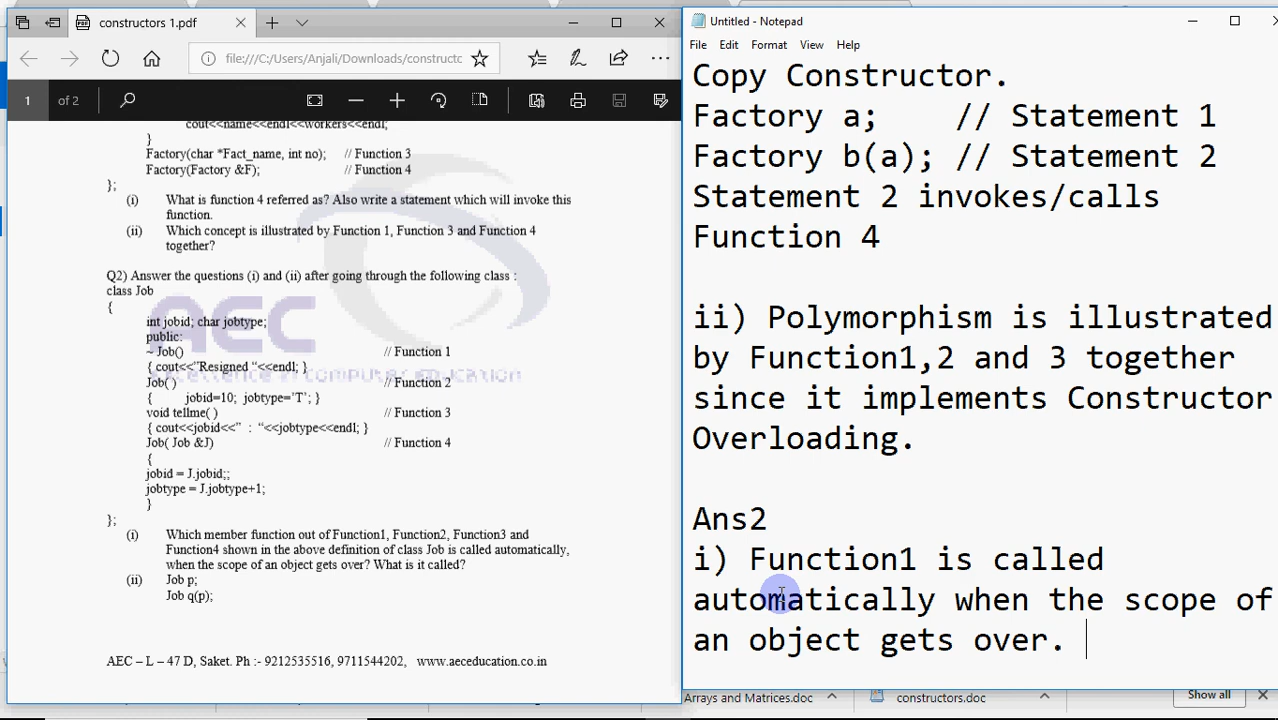 constructors 1.pdf
file:///C:/Users/Anjali/Downloads/constructc
1 of 2
cout<<name<<endl<<workers<<endl;
}
Factory(char *Fact_name, int no); // Function 3
Factory(Factory &F); // Function 4
};
(i) What is function 4 referred as? Also write a statement which will invoke this
function.
(ii) Which concept is illustrated by Function 1, Function 3 and Function 4
together?
Q2) Answer the questions (i) and (ii) after going through the following class :
class Job
{
int jobid; char jobtype;
public:
~ Job() // Function 1
{ cout<<"Resigned "<<endl; }
Job( ) // Function 2
{ jobid=10; jobtype='T'; }
void tellme( ) // Function 3
{ cout<<jobid<<" : "<<jobtype<<endl; }
Job( Job &J) // Function 4
{
jobid = J.jobid;;
jobtype = J.jobtype+1;
}
};
(i) Which member function out of Function1, Function2, Function3 and
Function4 shown in the above definition of class Job is called automatically,
when the scope of an object gets over? What is it called?
(ii) Job p;
Job q(p);
AEC
Excellence in computer education
AEC – L – 47 D, Saket. Ph :- 9212535516, 9711544202, www.aeceducation.co.in
Untitled - Notepad
File Edit Format View Help
Copy Constructor.
Factory a; // Statement 1
Factory b(a); // Statement 2
Statement 2 invokes/calls
Function 4
ii) Polymorphism is illustrated
by Function1,2 and 3 together
since it implements Constructor
Overloading.
Ans2
i) Function1 is called
automatically when the scope of
an object gets over.
Arrays and Matrices.doc
constructors.doc
Show all